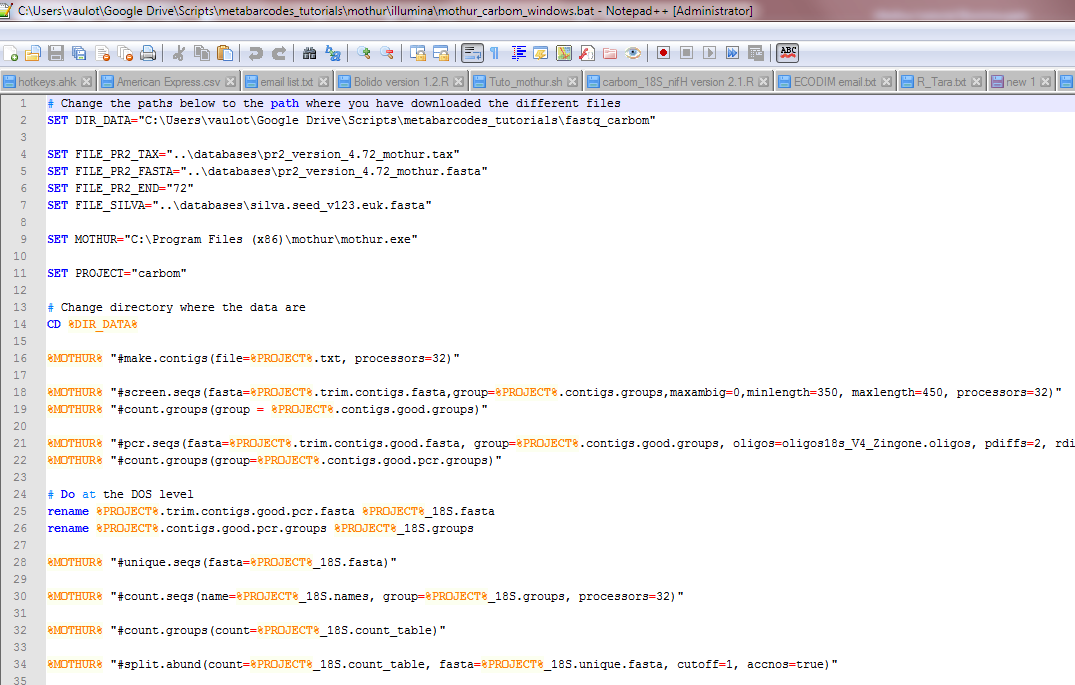 C:\Users\vaulot\Google Drive\Scripts\metabarcodes_tutorials\mothur\illumina\mothur_carbom_windows.bat - Notepad++ [Administrator]
ABC
hotkeys.ahk American Express.csv email list.txt Bolido version 1.2.R Tuto_mothur.sh carbom_18S_nifH version 2.1.R ECODIM email.txt R_Tara.txt new 1
1 # Change the paths below to the path where you have downloaded the different files
2 SET DIR_DATA="C:\Users\vaulot\Google Drive\Scripts\metabarcodes_tutorials\fastq_carbom"
3
4 SET FILE_PR2_TAX="..\databases\pr2_version_4.72_mothur.tax"
5 SET FILE_PR2_FASTA="..\databases\pr2_version_4.72_mothur.fasta"
6 SET FILE_PR2_END="72"
7 SET FILE_SILVA="..\databases\silva.seed_v123.euk.fasta"
8
9 SET MOTHUR="C:\Program Files (x86)\mothur\mothur.exe"
10
11 SET PROJECT="carbom"
12
13 # Change directory where the data are
14 CD %DIR_DATA%
15
16 %MOTHUR% "#make.contigs(file=%PROJECT%.txt, processors=32)"
17
18 %MOTHUR% "#screen.seqs(fasta=%PROJECT%.trim.contigs.fasta,group=%PROJECT%.contigs.groups,maxambig=0,minlength=350, maxlength=450, processors=32)"
19 %MOTHUR% "#count.groups(group = %PROJECT%.contigs.good.groups)"
20
21 %MOTHUR% "#pcr.seqs(fasta=%PROJECT%.trim.contigs.good.fasta, group=%PROJECT%.contigs.good.groups, oligos=oligos18s_V4_Zingone.oligos, pdiffs=2, rdi
22 %MOTHUR% "#count.groups(group=%PROJECT%.contigs.good.pcr.groups)"
23
24 # Do at the DOS level
25 rename %PROJECT%.trim.contigs.good.pcr.fasta %PROJECT%_18S.fasta
26 rename %PROJECT%.contigs.good.pcr.groups %PROJECT%_18S.groups
27
28 %MOTHUR% "#unique.seqs(fasta=%PROJECT%_18S.fasta)"
29
30 %MOTHUR% "#count.seqs(name=%PROJECT%_18S.names, group=%PROJECT%_18S.groups, processors=32)"
31
32 %MOTHUR% "#count.groups(count=%PROJECT%_18S.count_table)"
33
34 %MOTHUR% "#split.abund(count=%PROJECT%_18S.count_table, fasta=%PROJECT%_18S.unique.fasta, cutoff=1, accnos=true)"
35